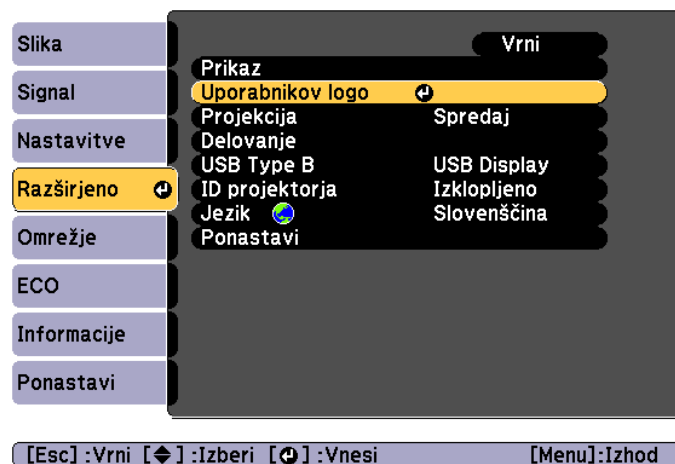 Slika
Signal
Nastavitve
Razširjeno
Omrežje
ECO
Informacije
Ponastavi
Vrni
Prikaz
Uporabnikov logo
Projekcija Spredaj
Delovanje
USB Type B USB Display
ID projektorja Izklopljeno
Jezik Slovenščina
Ponastavi
[Esc] :Vrni [◆] :Izberi [⏎] :Vnesi [Menu]:Izhod